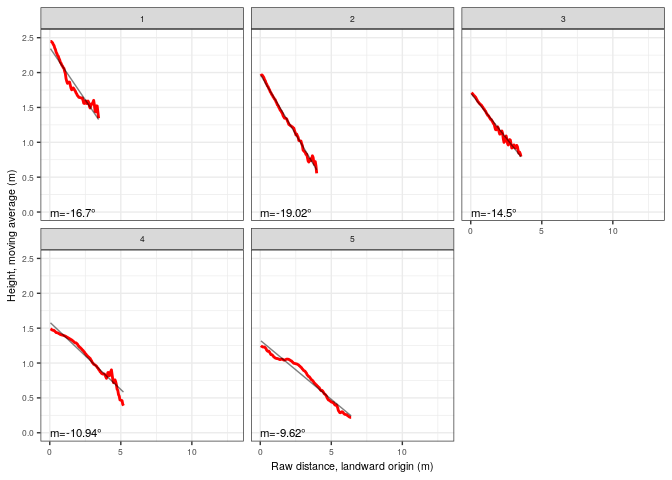 1 2 3
2.5
2.0
1.5
1.0
0.5
0.0
m=-16.7° m=-19.02° m=-14.5°
0 5 10
4 5
2.5
2.0
1.5
1.0
0.5
0.0
m=-10.94° m=-9.62°
0 5 10 0 5 10
Height, moving average (m)
Raw distance, landward origin (m)